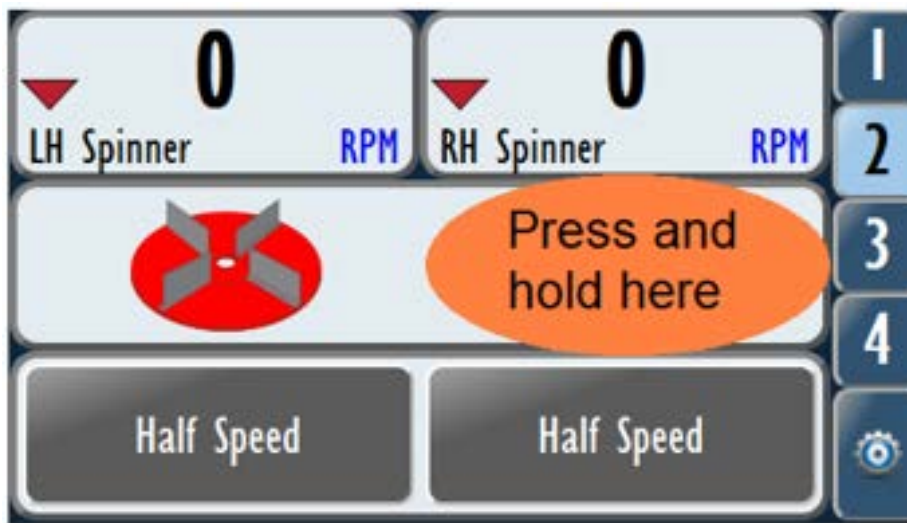 0
LH Spinner RPM
0
RH Spinner RPM
1
2
3
4
Press and
hold here
Half Speed
Half Speed